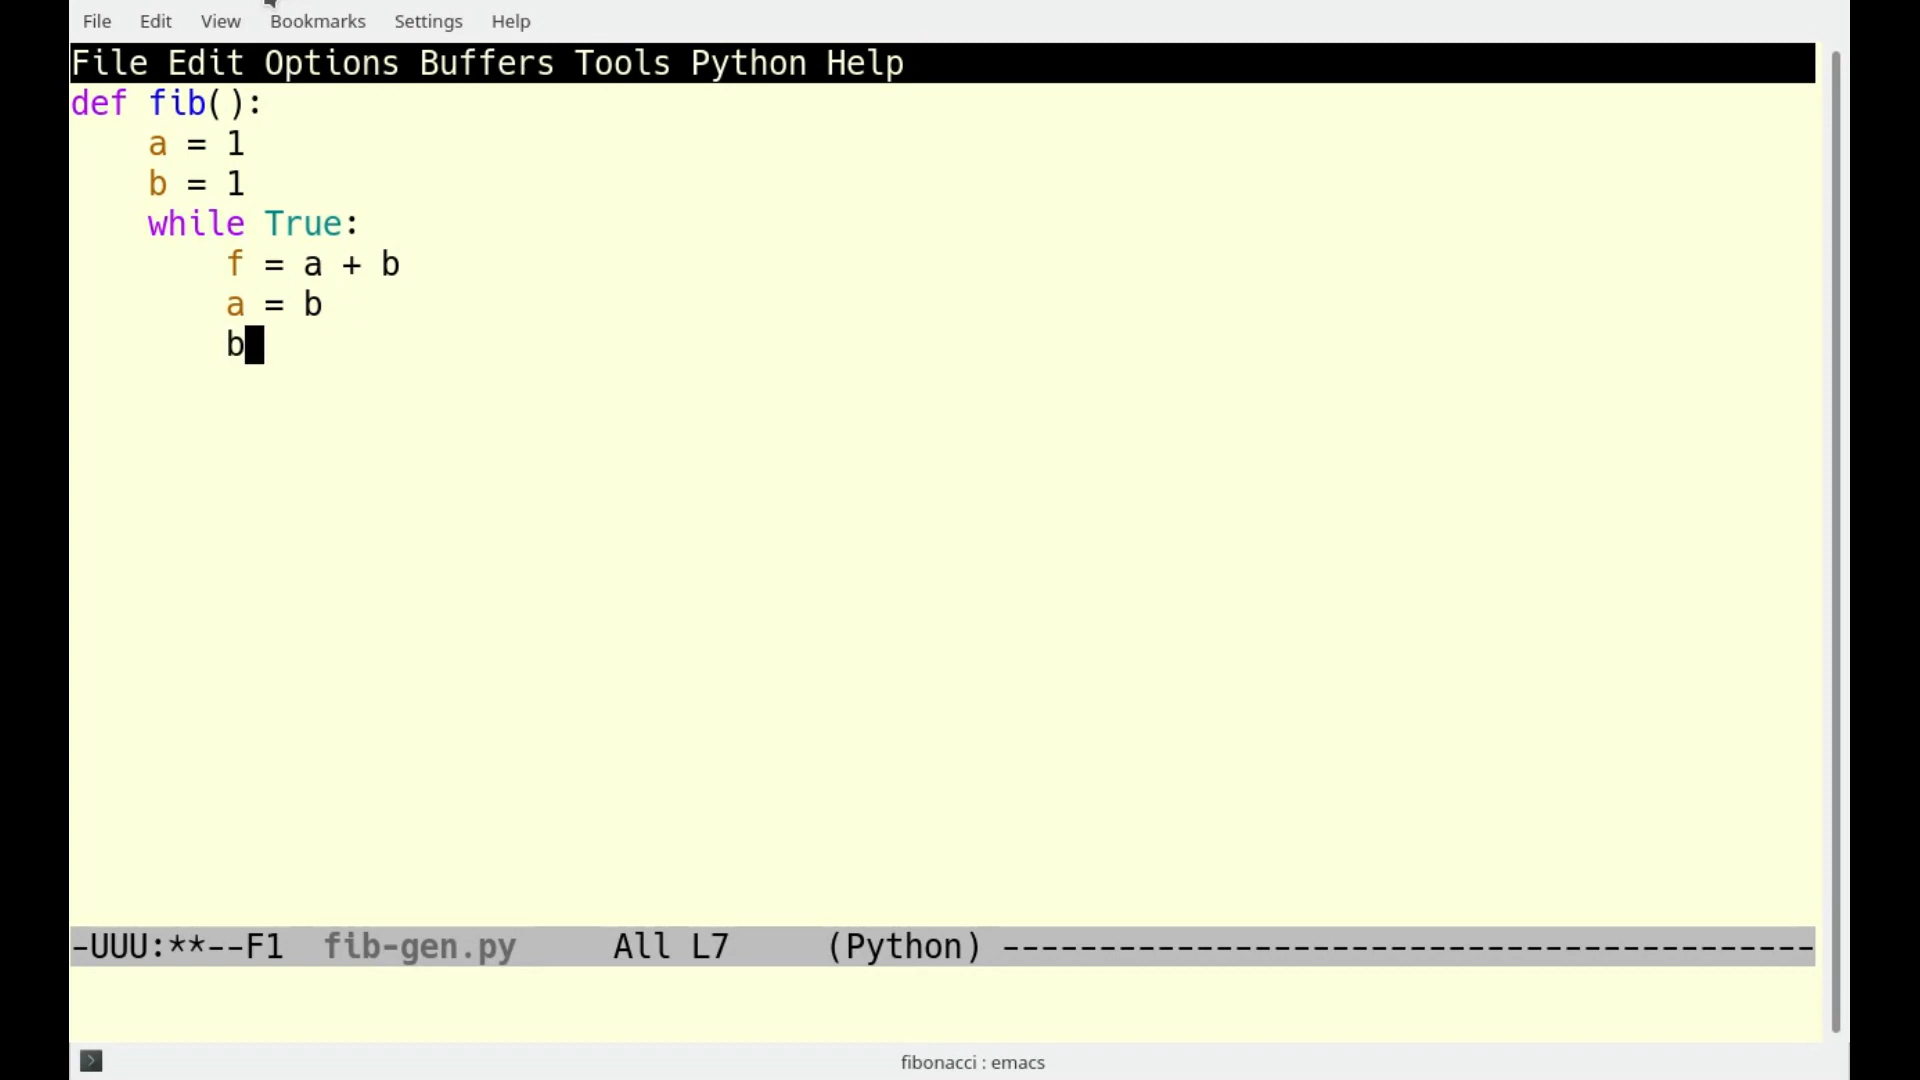 File Edit View Bookmarks Settings Help
File Edit Options Buffers Tools Python Help
def fib():
    a = 1
    b = 1
    while True:
        f = a + b
        a = b
        b
-UUU:**--F1  fib-gen.py     All L7     (Python) ------------------------------------------
fibonacci : emacs